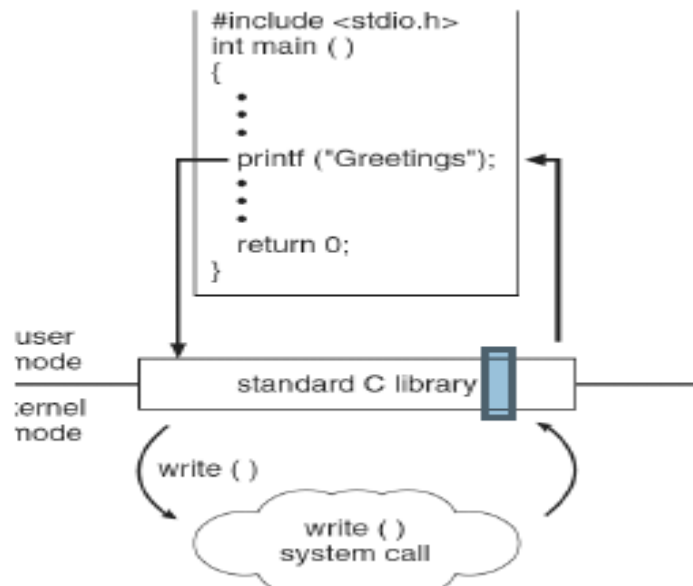 #include <stdio.h>
int main ( )
{
•
•
•
printf ("Greetings");
•
•
•
return 0;
}
user
mode
standard C library
kernel
mode
write ( )
write ( )
system call